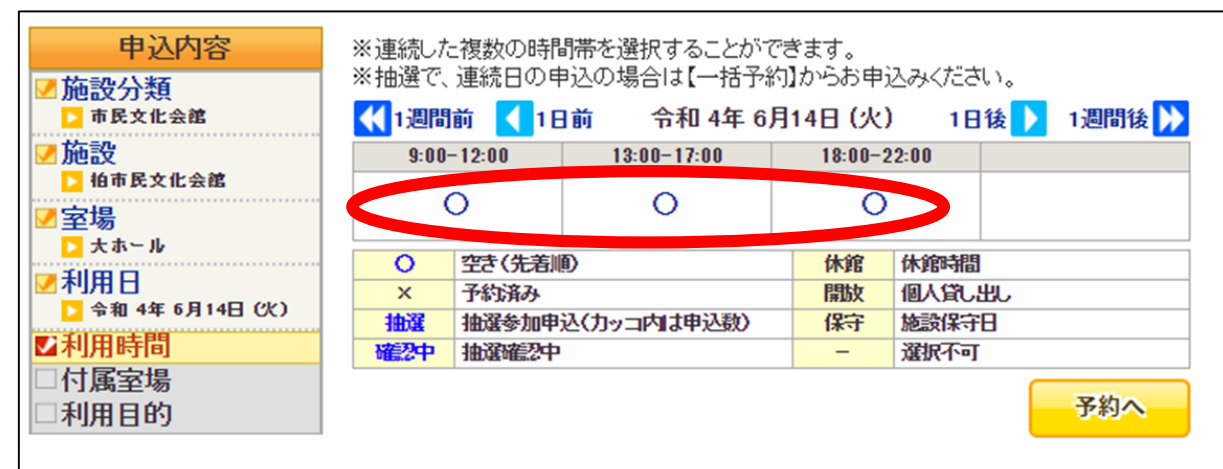 申込内容
施設分類
市民文化会館
施設
柏市民文化会館
室場
大ホール
利用日
令和 4年 6月14日 (火)
利用時間
付属室場
利用目的
※連続した複数の時間帯を選択することができます。
※抽選で、連続日の申込の場合は【一括予約】からお申込みください。
1週間前 1日前 令和 4年 6月14日 (火) 1日後 1週間後
9:00-12:00 13:00-17:00 18:00-22:00
○ ○ ○
○ 空き(先着順) 休館 休館時間
× 予約済み 開放 個人貸し出し
抽選 抽選参加申込(カッコ内は申込数) 保守 施設保守日
確認中 抽選確認中 - 選択不可
予約へ